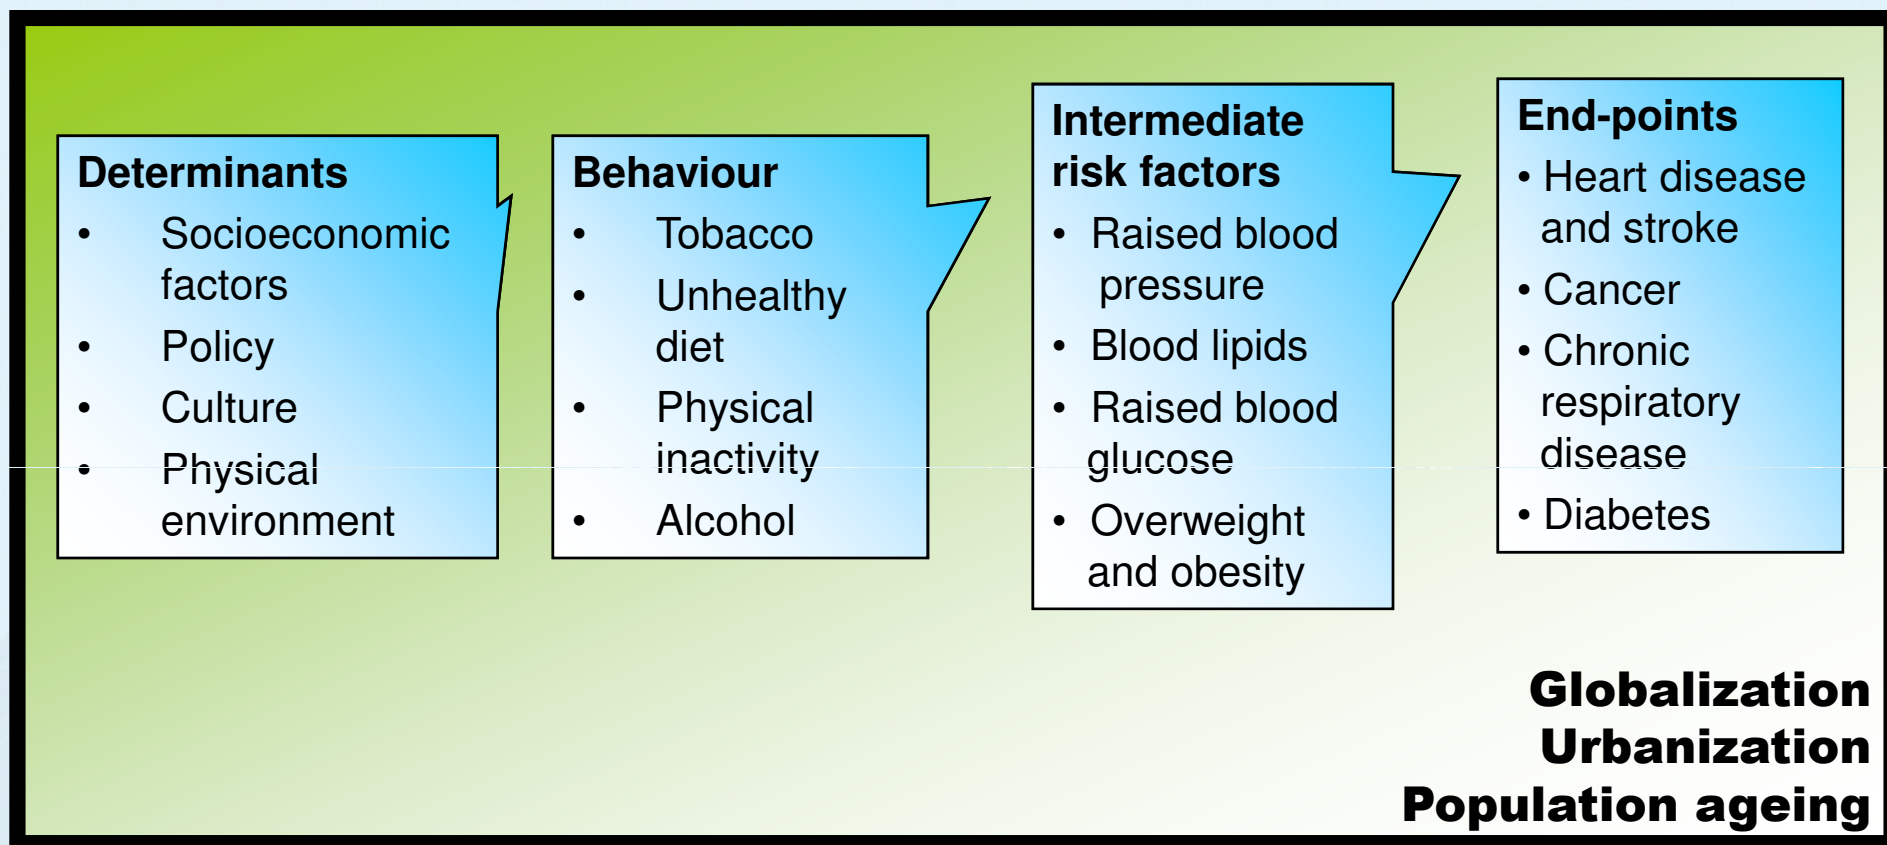 Determinants
• Socioeconomic
factors
• Policy
• Culture
• Physical
environment
Behaviour
• Tobacco
• Unhealthy
diet
• Physical
inactivity
• Alcohol
Intermediate
risk factors
• Raised blood
pressure
• Blood lipids
• Raised blood
glucose
• Overweight
and obesity
End-points
• Heart disease
and stroke
• Cancer
• Chronic
respiratory
disease
• Diabetes
Globalization
Urbanization
Population ageing